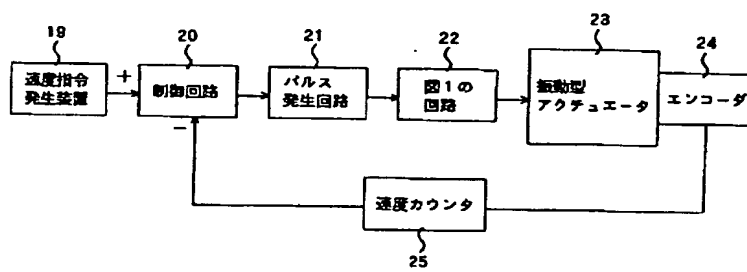 19
20
21
22
23
24
速度指令
発生装置
+
制御回路
−
パルス
発生回路
図1の
回路
振動型
アクチュエータ
エンコーダ
速度カウンタ
25